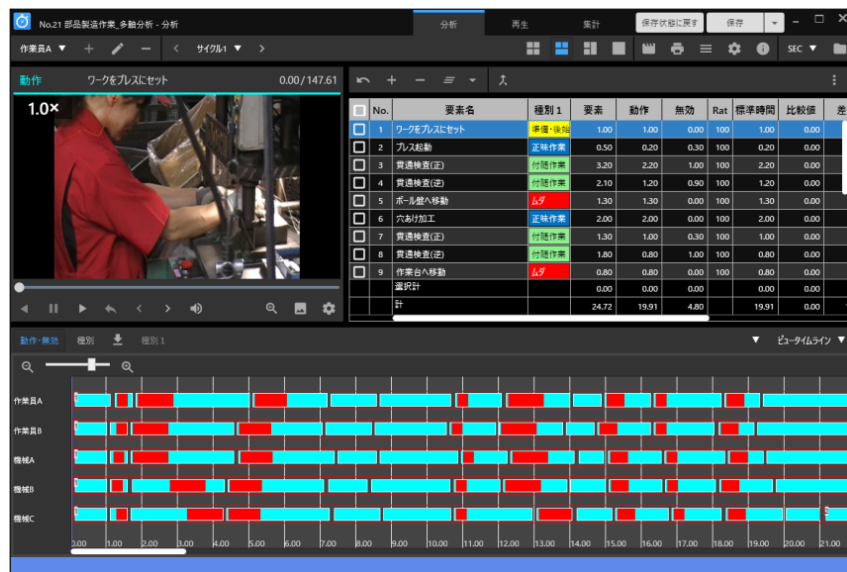 No.21 部品製造作業_多軸分析 - 分析
分析 再生 集計 保存状態に戻す 保存
作業員A サイクル1 SEC
動作 ワークをプレスにセット 0.00/147.61
1.0×
No. 要素名 種別1 要素 動作 無効 Rat 標準時間 比較値 差
1 ワークをプレスにセット 準備・後始 1.00 1.00 0.00 100 1.00 0.00
2 プレス起動 正味作業 0.50 0.20 0.30 100 0.20 0.00
3 貫通検査(正) 付随作業 3.20 2.20 1.00 100 2.20 0.00
4 貫通検査(逆) 付随作業 2.10 1.20 0.90 100 1.20 0.00
5 ボール盤へ移動 ムダ 1.30 1.30 0.00 100 1.30 0.00
6 穴あけ加工 正味作業 2.00 2.00 0.00 100 2.00 0.00
7 貫通検査(正) 付随作業 1.30 1.00 0.30 100 1.00 0.00
8 貫通検査(逆) 付随作業 1.80 0.80 1.00 100 0.80 0.00
9 作業台へ移動 ムダ 0.80 0.80 0.00 100 0.80 0.00
選択計 0.00 0.00 0.00 0.00 0.00
計 24.72 19.91 4.80 19.91 0.00
動作・無効 種別 種別1 ビュータイムライン
作業員A
作業員B
機械A
機械B
機械C
0.00 1.00 2.00 3.00 4.00 5.00 6.00 7.00 8.00 9.00 10.00 11.00 12.00 13.00 14.00 15.00 16.00 17.00 18.00 19.00 20.00 21.00